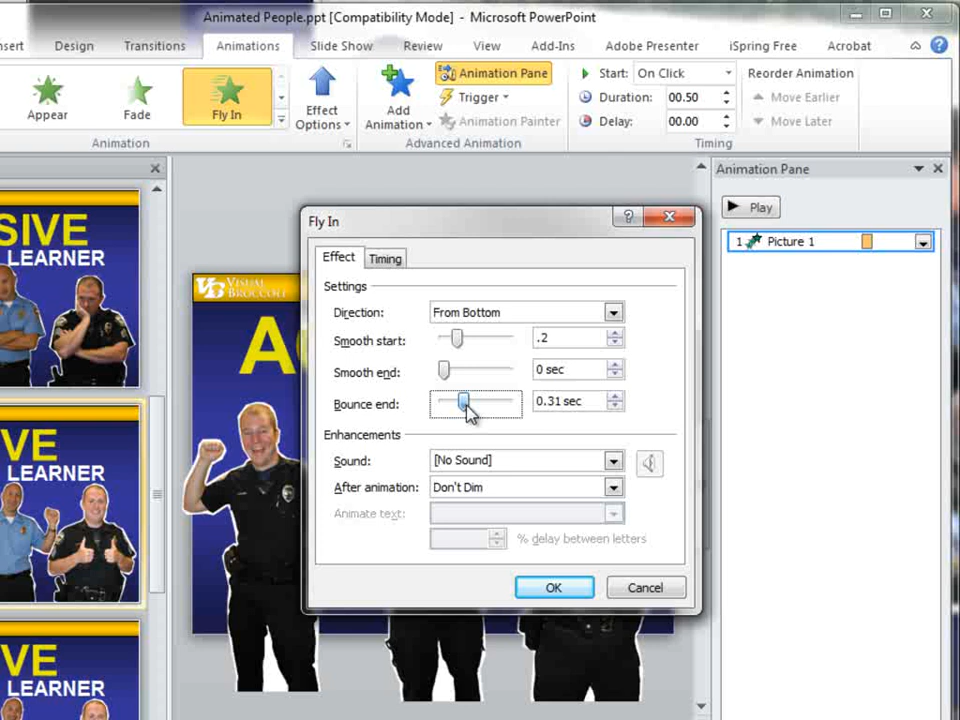 Animated People.ppt [Compatibility Mode] - Microsoft PowerPoint
nsert Design Transitions Animations Slide Show Review View Add-Ins Adobe Presenter iSpring Free Acrobat
Appear Fade Fly In Effect Options Add Animation Animation Pane
Trigger
Animation Painter
Start: On Click
Duration: 00.50
Delay: 00.00
Reorder Animation
Move Earlier
Move Later
Animation Advanced Animation Timing
SIVE
LEARNER
VE
LEARNER
VE
LEARNER
VISUAL
BROCCOLI
AC
Fly In
Effect Timing
Settings
Direction: From Bottom
Smooth start: .2
Smooth end: 0 sec
Bounce end: 0.31 sec
Enhancements
Sound: [No Sound]
After animation: Don't Dim
Animate text:
% delay between letters
OK Cancel
Animation Pane
Play
1 Picture 1